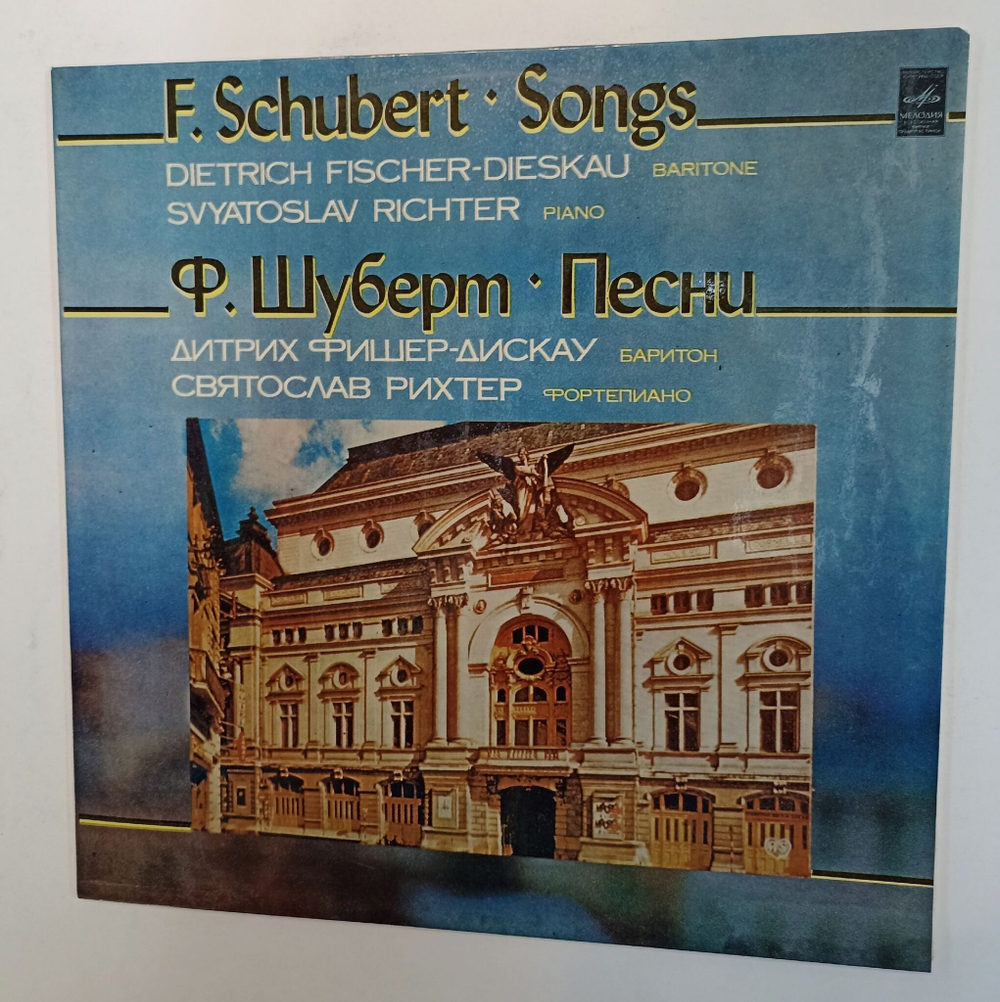 F. Schubert · Songs
DIETRICH FISCHER-DIESKAU BARITONE
SVYATOSLAV RICHTER PIANO
Ф. Шуберт · Песни
ДИТРИХ ФИШЕР-ДИСКАУ БАРИТОН
СВЯТОСЛАВ РИХТЕР ФОРТЕПИАНО
МЕЛОДИЯ